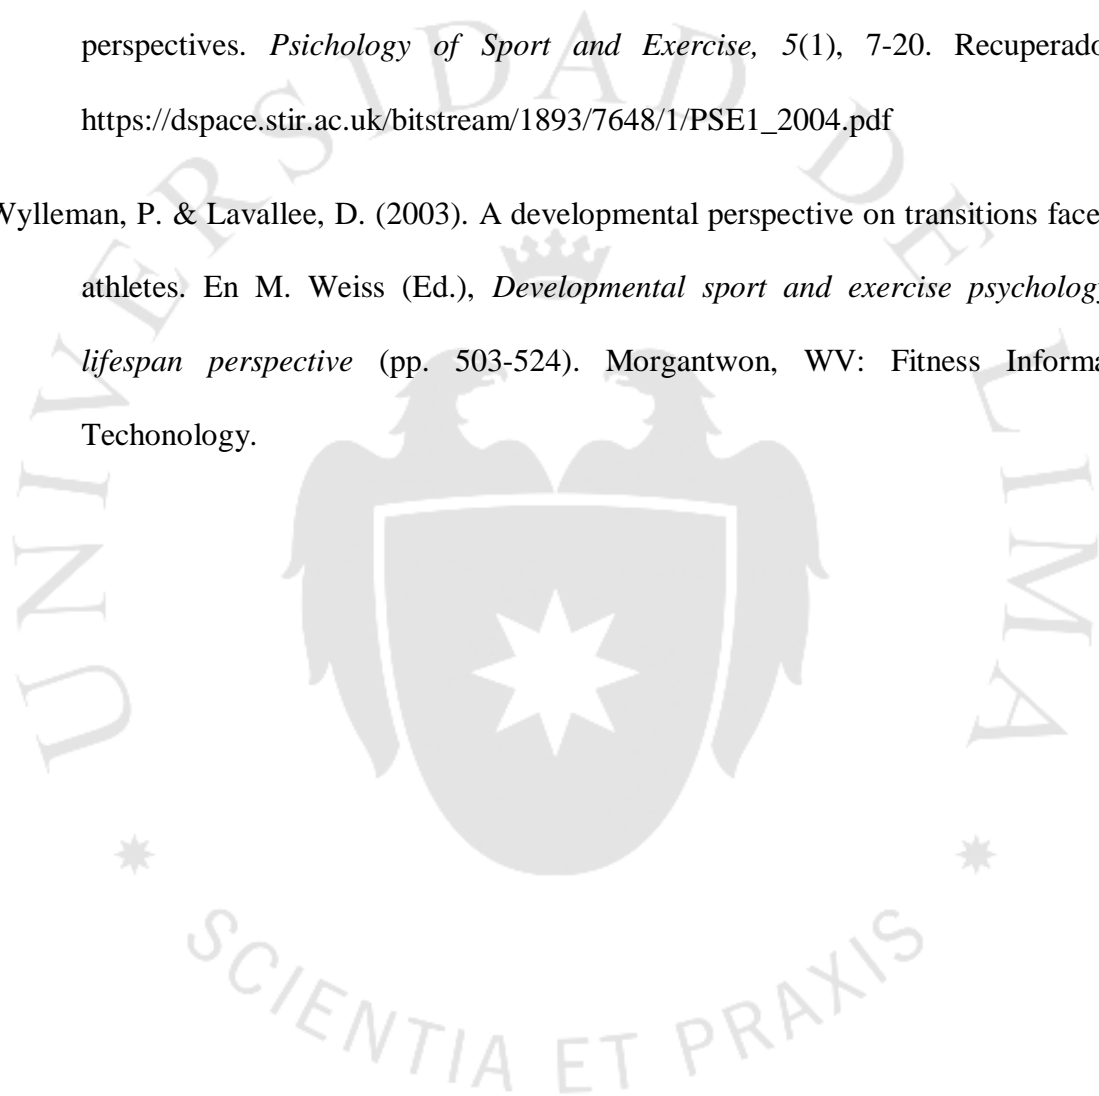 perspectives. Psichology of Sport and Exercise, 5(1), 7-20. Recuperado
https://dspace.stir.ac.uk/bitstream/1893/7648/1/PSE1_2004.pdf
Wylleman, P. & Lavallee, D. (2003). A developmental perspective on transitions face
athletes. En M. Weiss (Ed.), Developmental sport and exercise psychology
lifespan perspective (pp. 503-524). Morgantwon, WV: Fitness Informa
Techonology.
UNIVERSIDAD DE LIMA
SCIENTIA ET PRAXIS